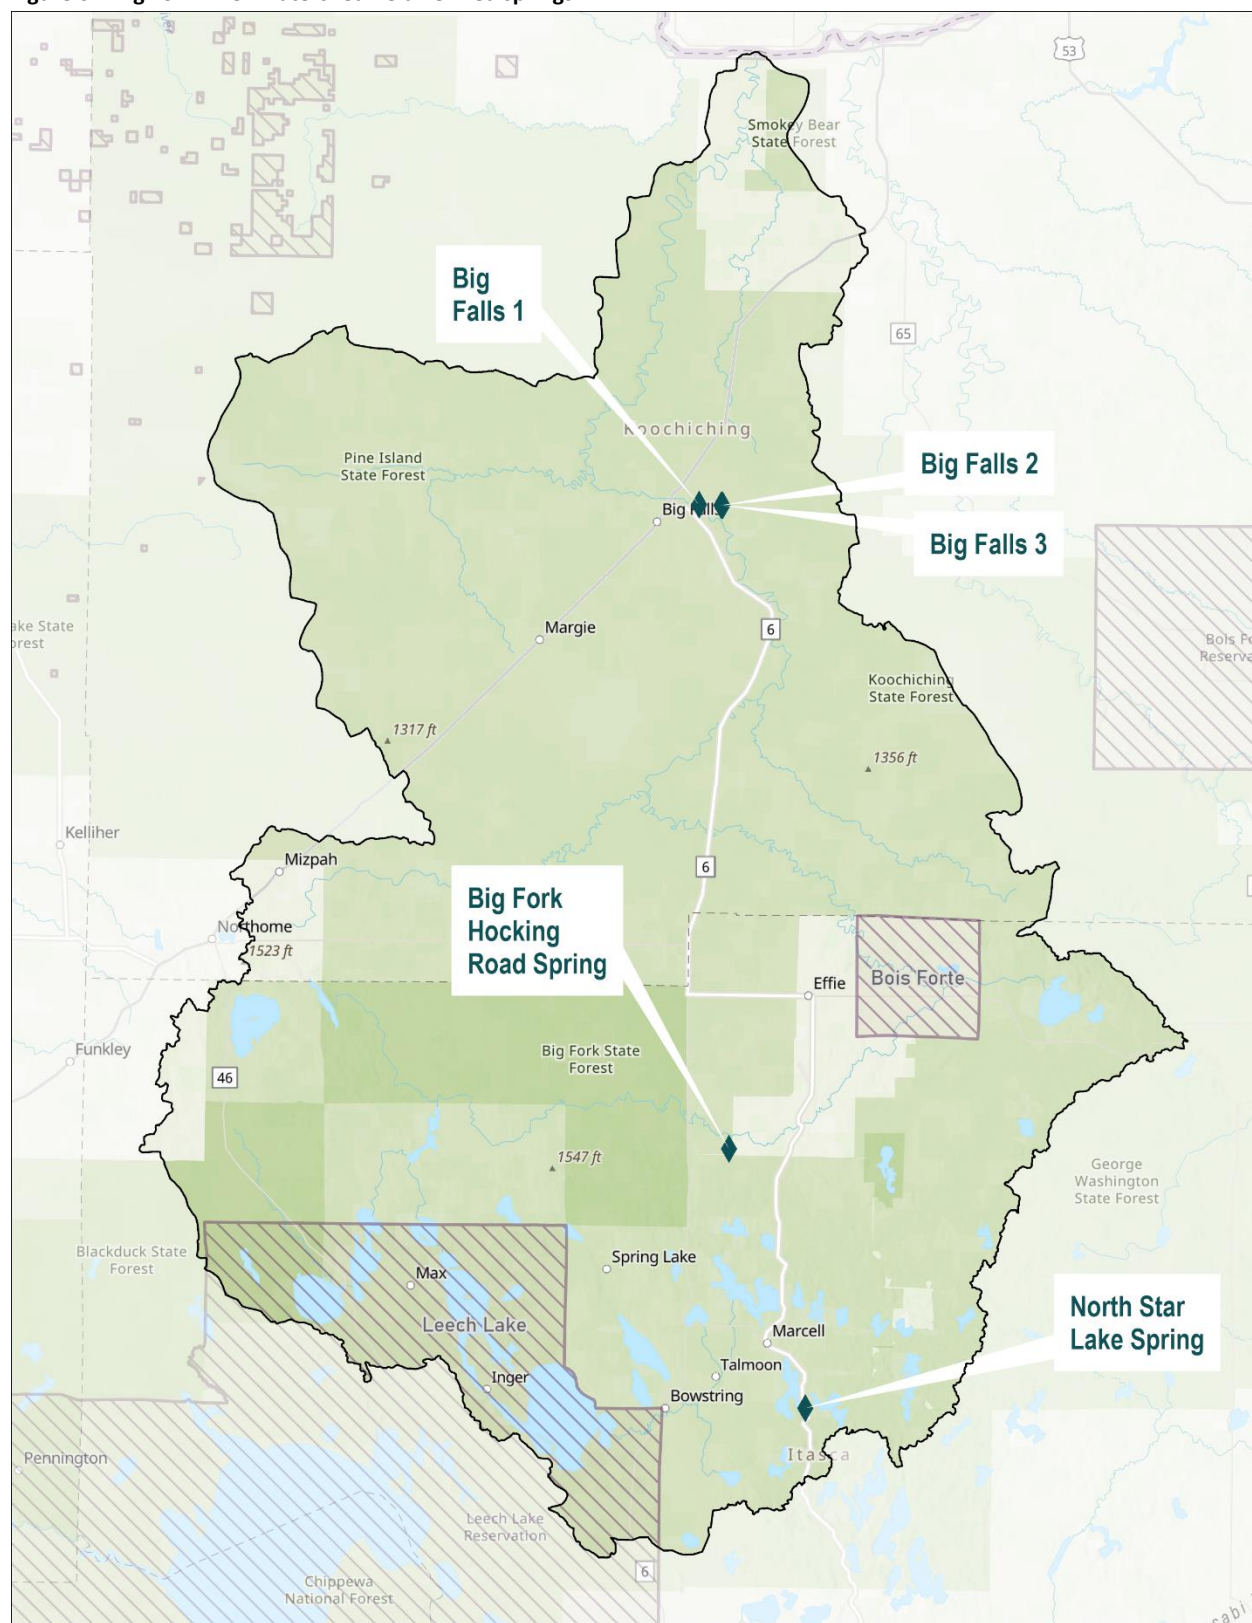 53
Smokey Bear
State Forest
Big
Falls 1
65
Koochiching
Pine Island
State Forest
Big Falls 2
Big Falls
Big Falls 3
Margie
6
Koochiching
State Forest
1317 ft
1356 ft
Kelliher
Mizpah
6
Big Fork
Hocking
Road Spring
Northome
1523 ft
Effie
Bois Forte
Funkley
Big Fork State
Forest
46
1547 ft
George
Washington
State Forest
Blackduck State
Forest
Spring Lake
Max
Leech Lake
North Star
Lake Spring
Marcell
Talmoon
Inger
Bowstring
Itasca
Pennington
Leech Lake
Reservation
6
Chippewa
National Forest